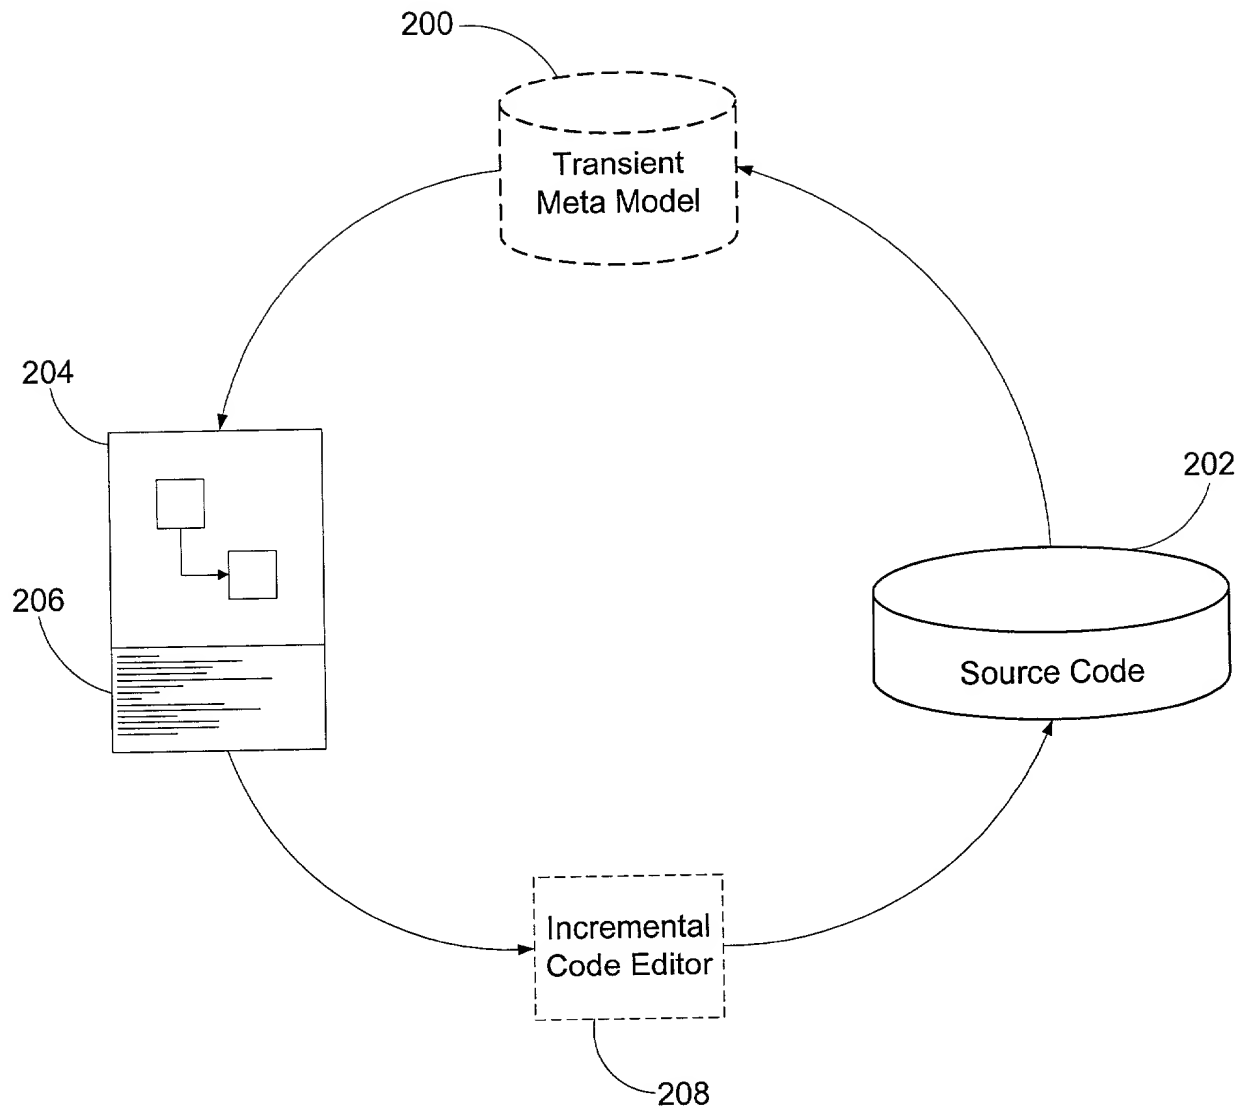 200
Transient
Meta Model
204
202
206
Source Code
Incremental
Code Editor
208